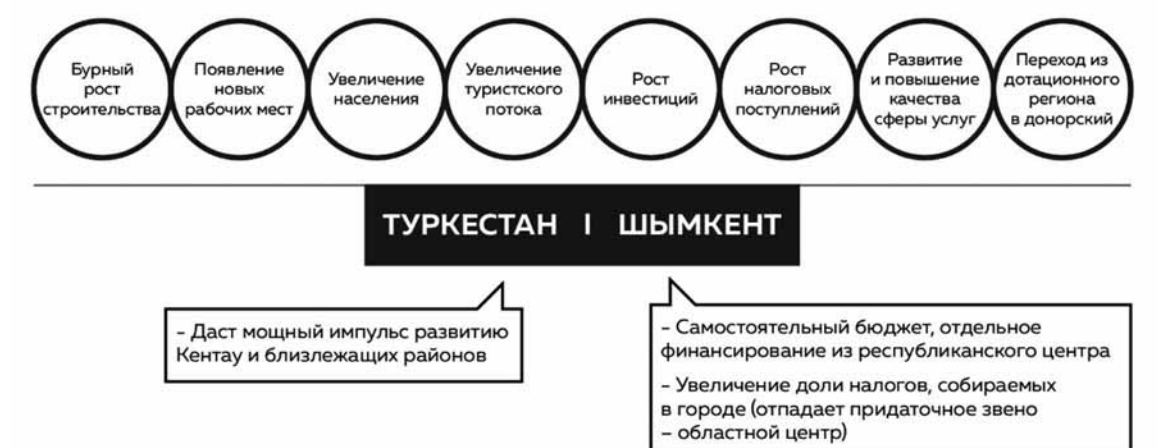 Бурный
рост
строительства
Появление
новых
рабочих мест
Увеличение
населения
Увеличение
туристского
потока
Рост
инвестиций
Рост
налоговых
поступлений
Развитие
и повышение
качества
сферы услуг
Переход из
дотационного
региона
в донорский
ТУРКЕСТАН | ШЫМКЕНТ
– Даст мощный импульс развитию
Кентау и близлежащих районов
– Самостоятельный бюджет, отдельное
финансирование из республиканского центра
– Увеличение доли налогов, собираемых
в городе (отпадает придаточное звено
– областной центр)